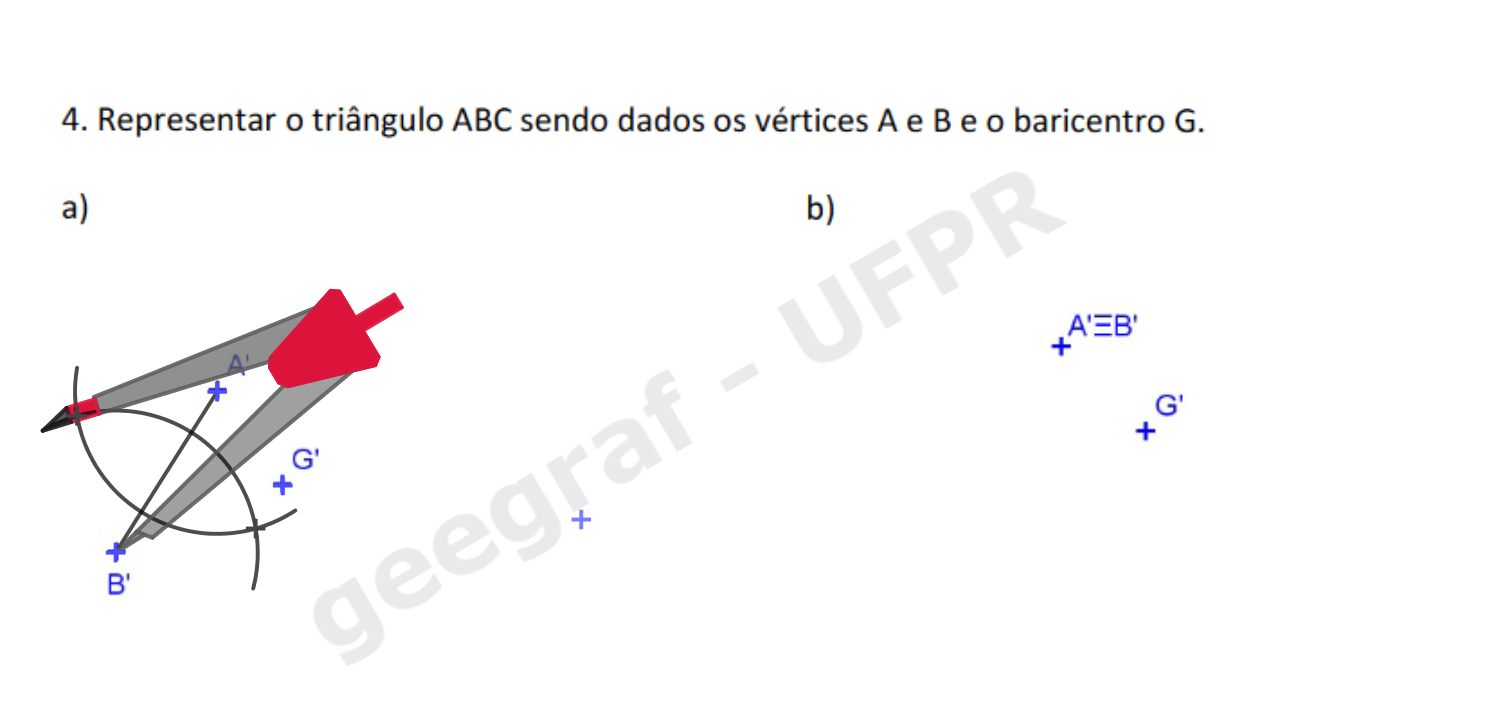 4. Representar o triângulo ABC sendo dados os vértices A e B e o baricentro G.
a)
b)
geegraf - UFPR
A'
G'
B'
A'≡B'
G'